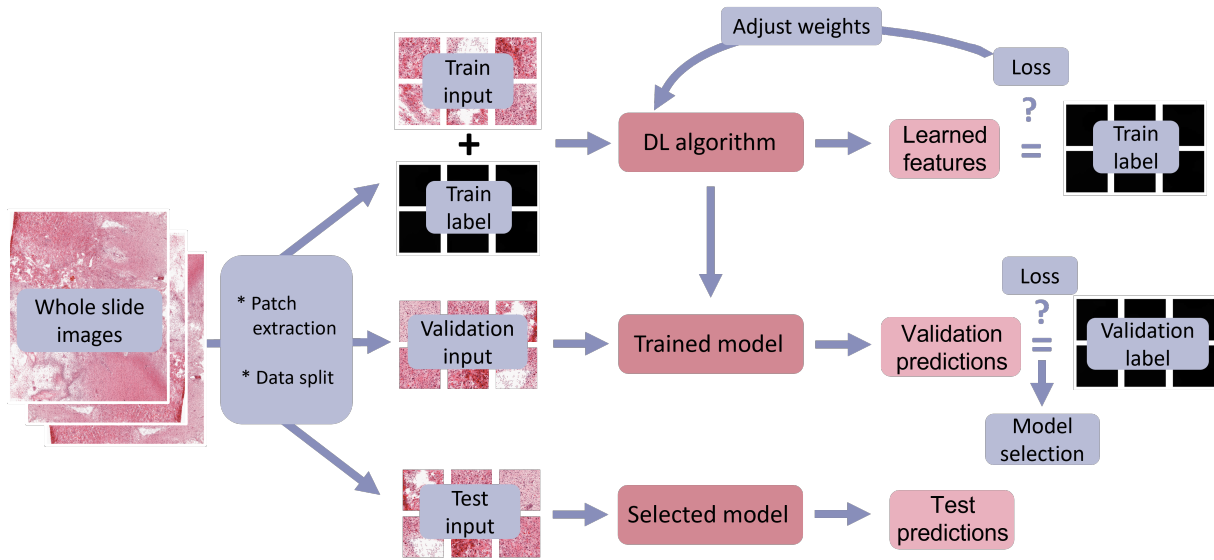 Adjust weights
Loss
Train
input
?
+
DL algorithm
Learned
features
=
Train
label
Train
label
Whole slide
images
* Patch
extraction
* Data split
Loss
?
Validation
input
Trained model
Validation
predictions
=
Validation
label
Model
selection
Test
input
Selected model
Test
predictions